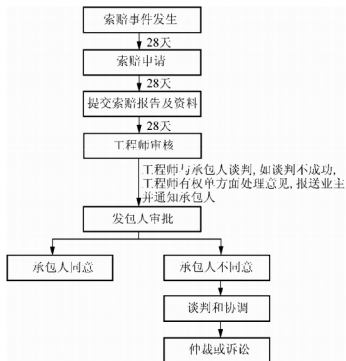 索赔事件发生
28天
索赔申请
28天
提交索赔报告及资料
28天
工程师审核
工程师与承包人谈判, 如谈判不成功,
工程师有权单方面处理意见, 报送业主
并通知承包人
发包人审批
承包人同意
承包人不同意
谈判和协调
仲裁或诉讼